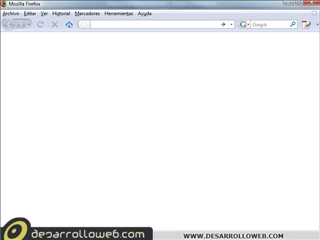 Mozilla Firefox
Archivo Editar Ver Historial Marcadores Herramientas Ayuda
Google
desarrolloweb.com
WWW.DESARROLLOWEB.COM